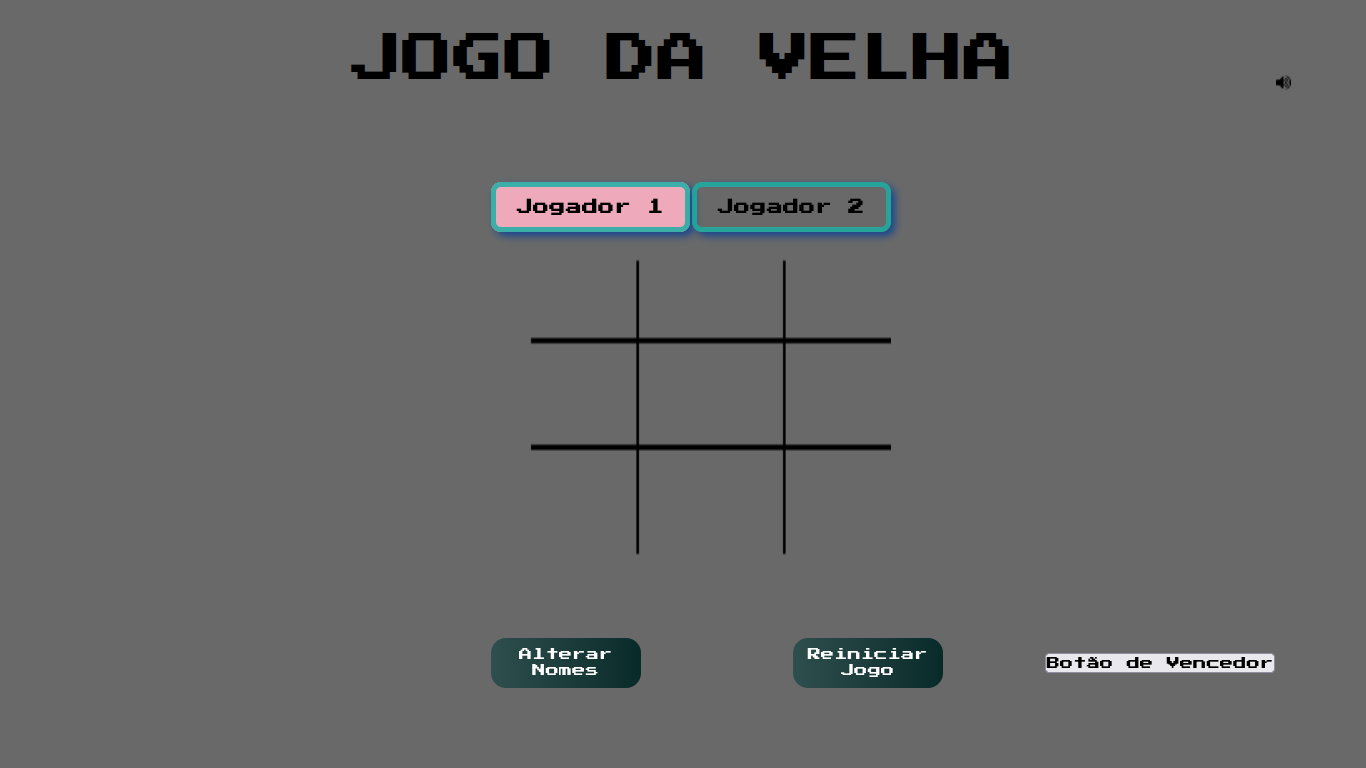 JOGO DA VELHA
Jogador 1
Jogador 2
Alterar
Nomes
Reiniciar
Jogo
Botão de Vencedor